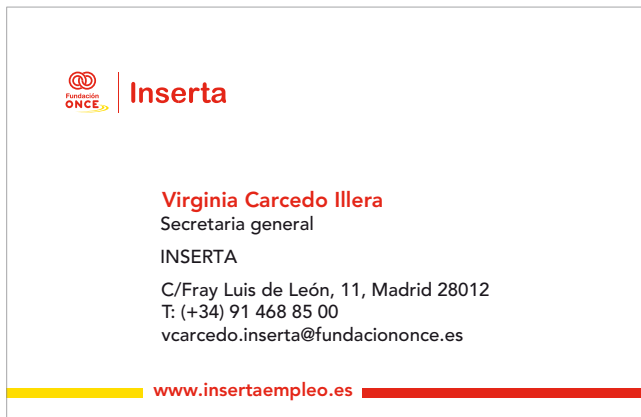 Fundación
ONCE
Inserta
Virginia Carcedo Illera
Secretaria general
INSERTA
C/Fray Luis de León, 11, Madrid 28012
T: (+34) 91 468 85 00
vcarcedo.inserta@fundaciononce.es
www.insertaempleo.es